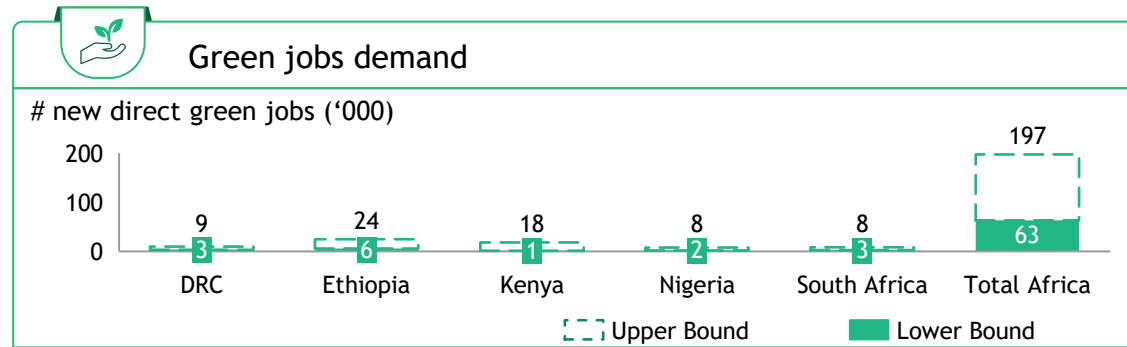 Green jobs demand
# new direct green jobs (‘000)
197
200
100
0
9
24
18
8
8
3
6
1
2
3
63
DRC
Ethiopia
Kenya
Nigeria
South Africa
Total Africa
Upper Bound
Lower Bound